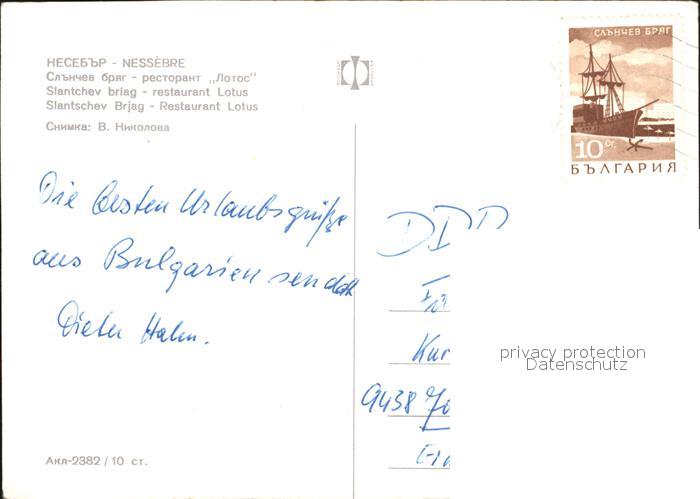 НЕСЕБЪР - NESSÈBRE
Слънчев бряг - ресторант „Лотос"
Slantchev briag - restaurant Lotus
Slantschev Brjag - Restaurant Lotus
Снимка: В. Николова
СЛЪНЧЕВ БРЯГ
10 СТ.
БЪЛГАРИЯ
Die besten Urlaubsgrüße
aus Bulgarien sendet
Dieter Hahn.
DDR
Kur
9438
privacy protection
Datenschutz
Акл-2382 / 10 ст.